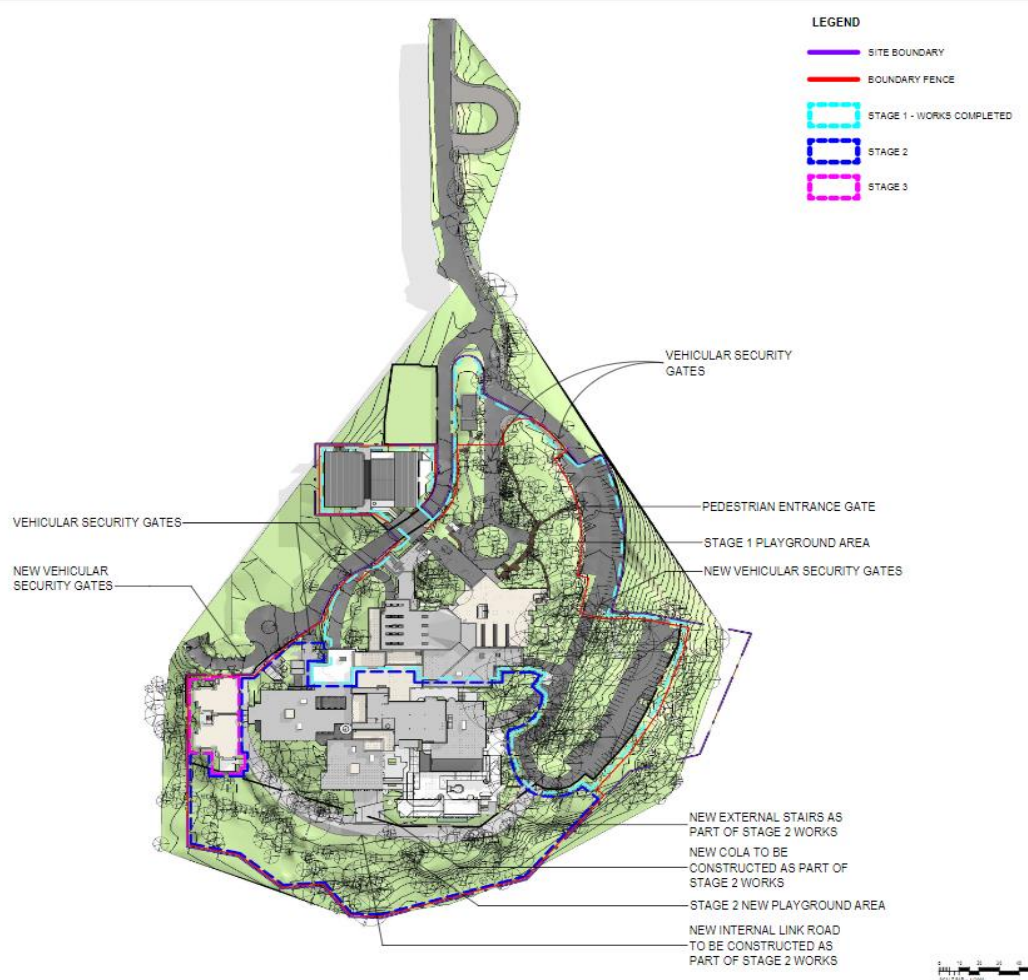 LEGEND
SITE BOUNDARY
BOUNDARY FENCE
STAGE 1 - WORKS COMPLETED
STAGE 2
STAGE 3
VEHICULAR SECURITY
GATES
PEDESTRIAN ENTRANCE GATE
STAGE 1 PLAYGROUND AREA
NEW VEHICULAR SECURITY GATES
VEHICULAR SECURITY GATES
NEW VEHICULAR
SECURITY GATES
NEW EXTERNAL STAIRS AS
PART OF STAGE 2 WORKS
NEW COLA TO BE
CONSTRUCTED AS PART OF
STAGE 2 WORKS
STAGE 2 NEW PLAYGROUND AREA
NEW INTERNAL LINK ROAD
TO BE CONSTRUCTED AS
PART OF STAGE 2 WORKS